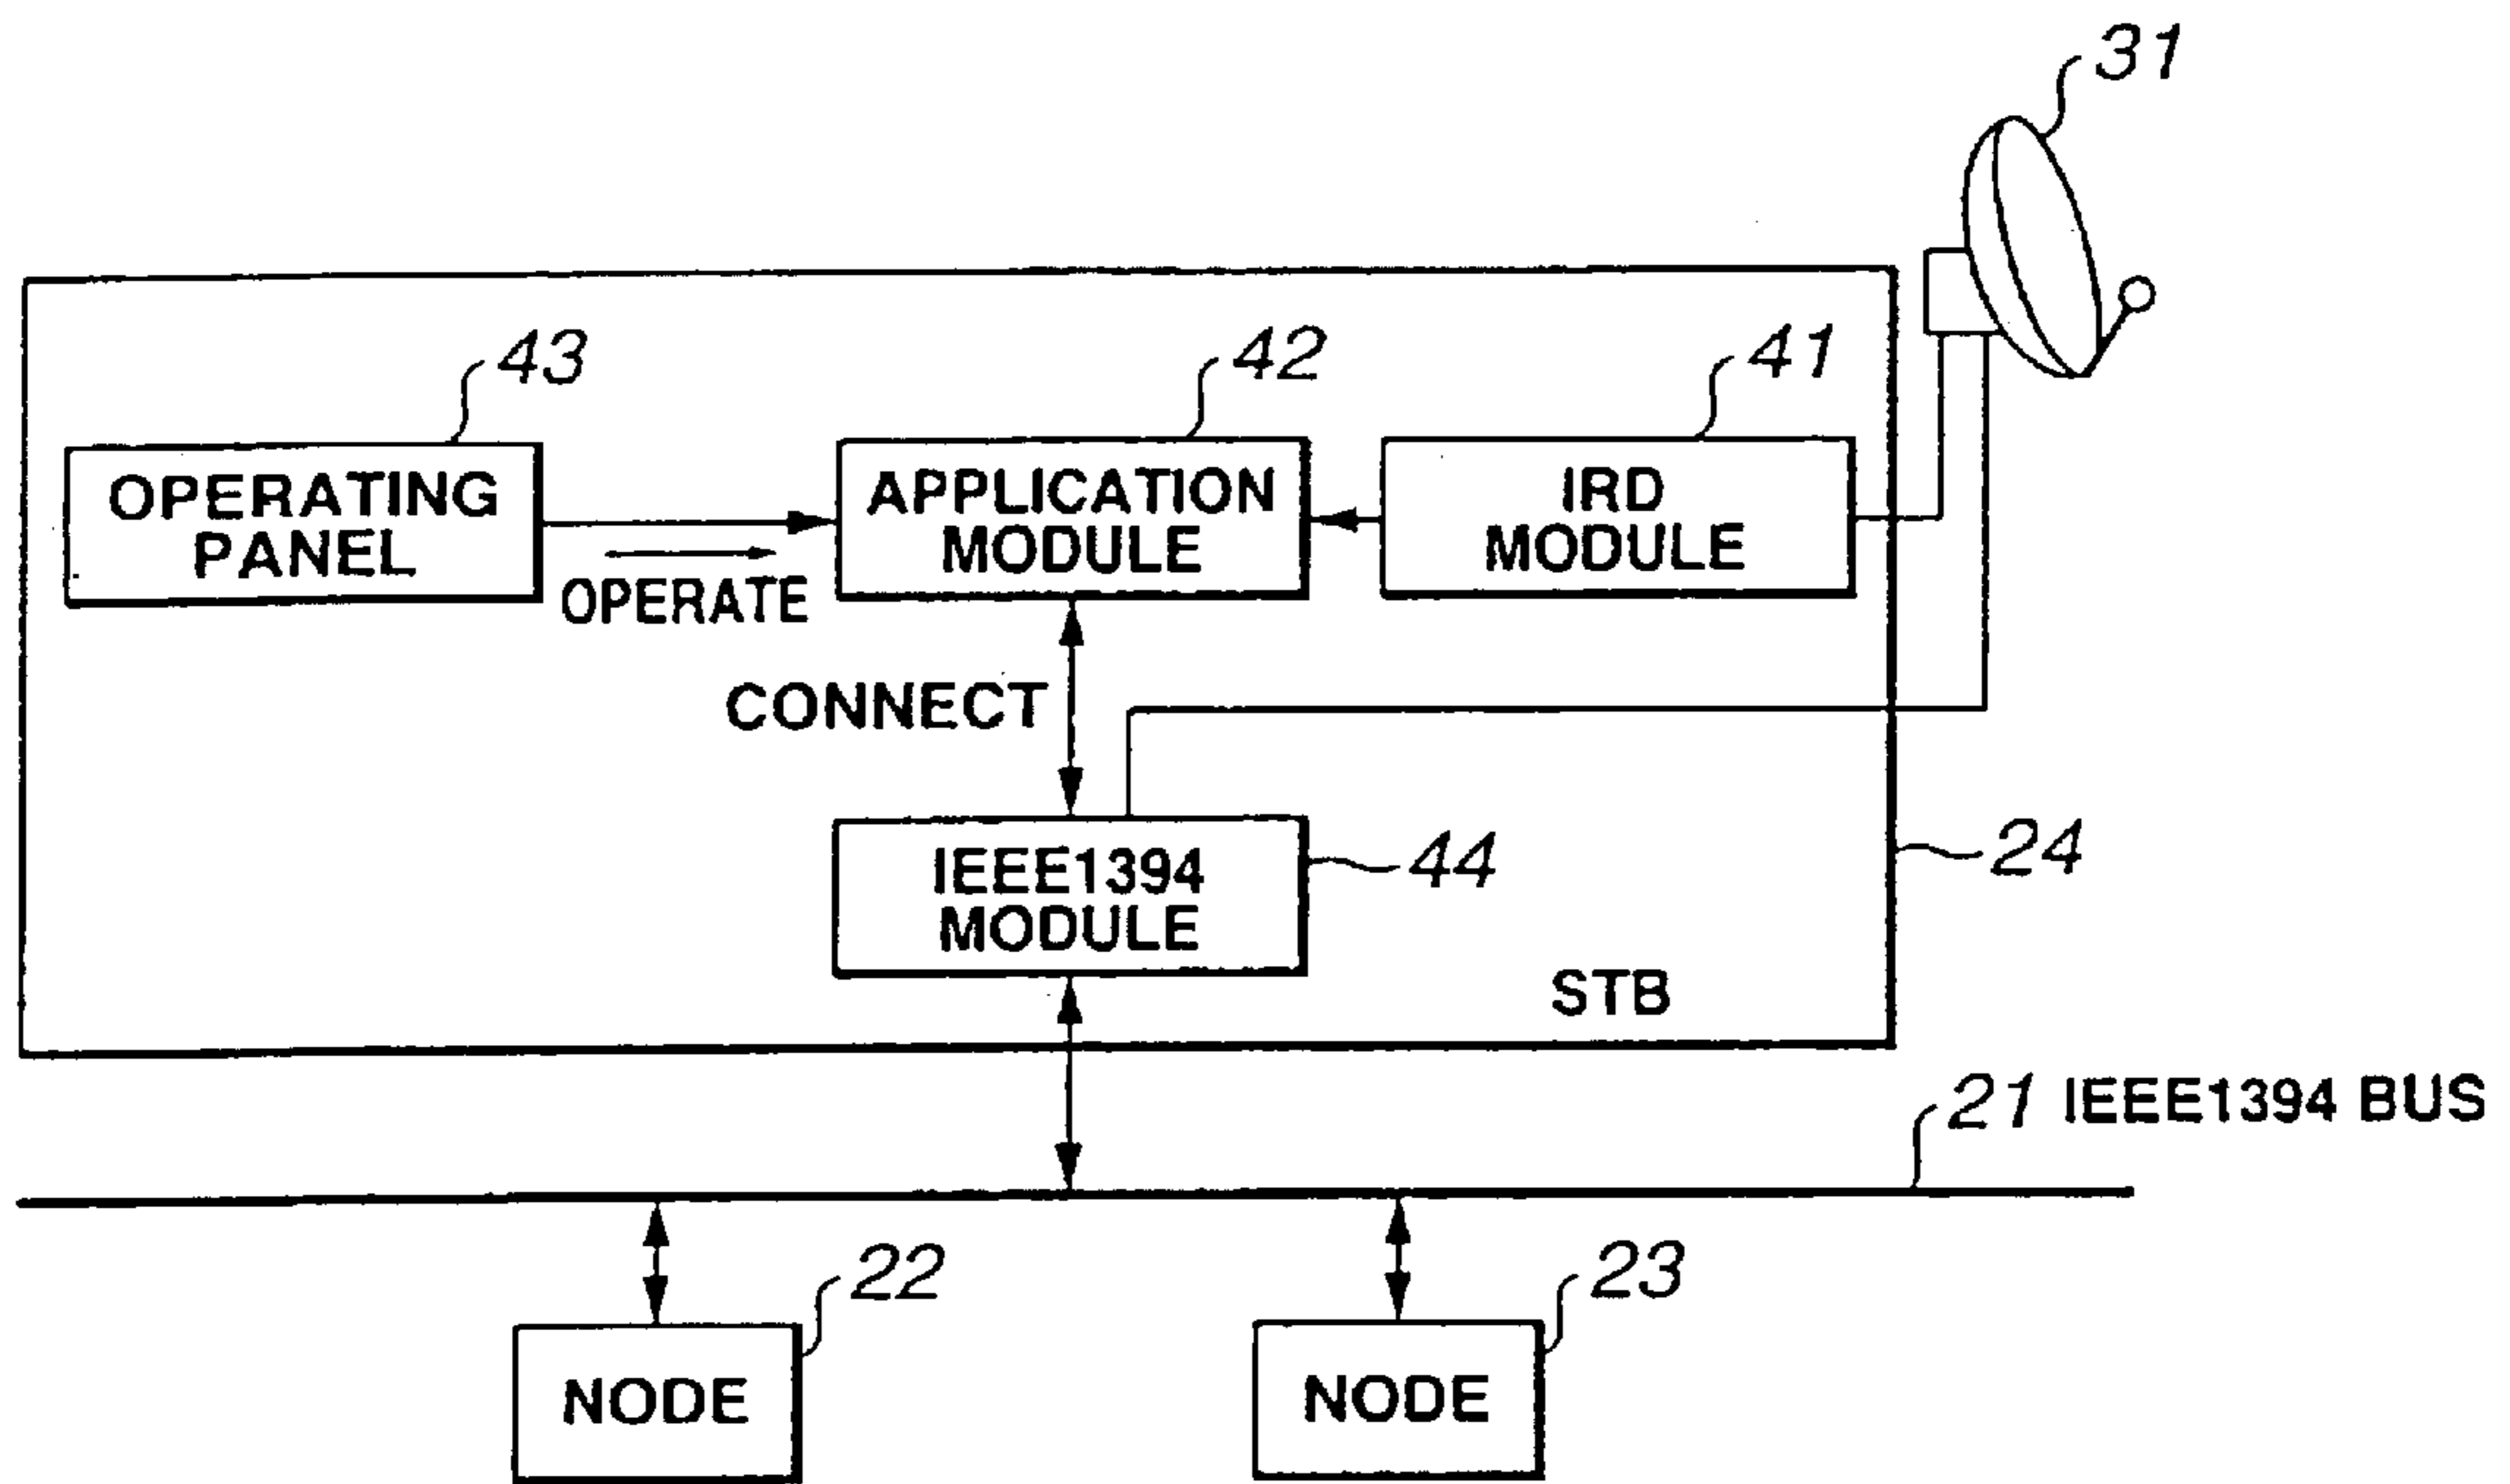 31
43
42
41
OPERATING
PANEL
APPLICATION
MODULE
IRD
MODULE
OPERATE
CONNECT
IEEE1394
MODULE
44
24
STB
21 IEEE1394 BUS
22
23
NODE
NODE